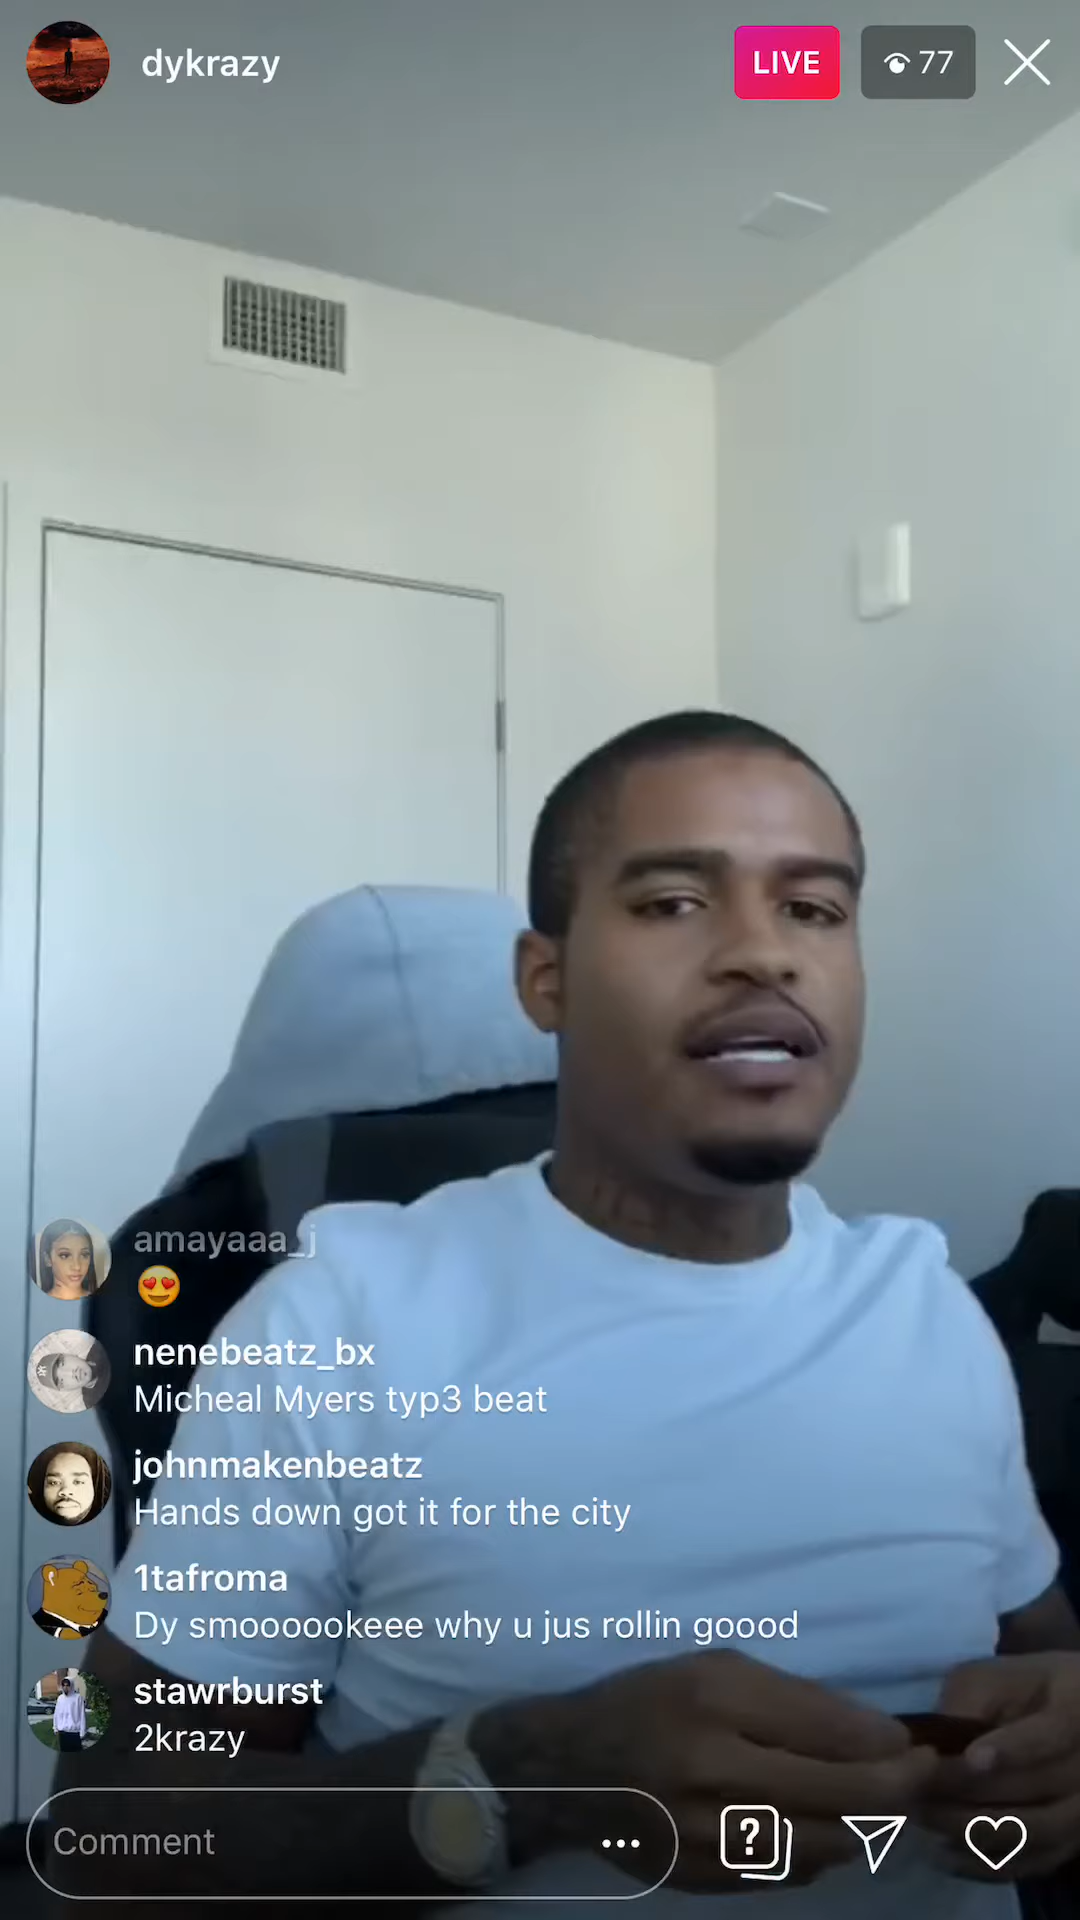 dykrazy
LIVE
77
amayaaa_j
😍
nenebeatz_bx
Micheal Myers typ3 beat
johnmakenbeatz
Hands down got it for the city
1tafroma
Dy smoooookeee why u jus rollin goood
stawrburst
2krazy
Comment